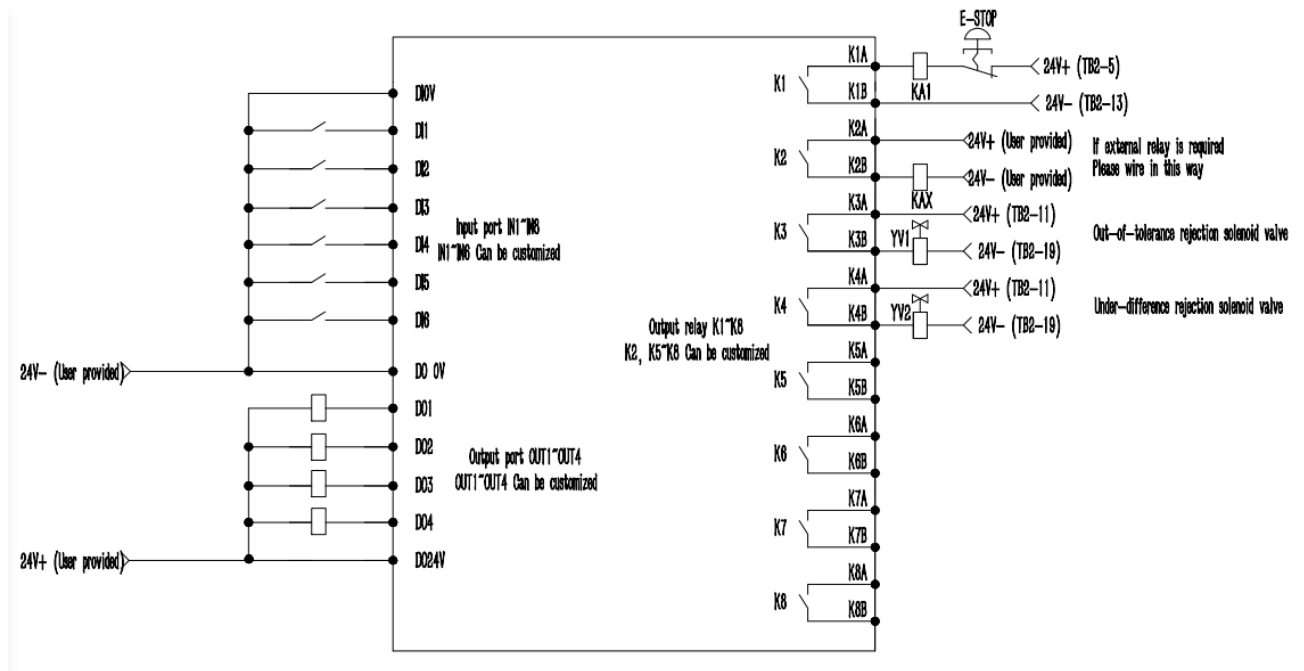 E-STOP
K1A
24V+ (TB2-5)
K1
KA1
K1B
24V- (TB2-13)
DI0V
DI1
K2A
24V+ (User provided)
If external relay is required
Please wire in this way
K2
DI2
K2B
24V- (User provided)
KAX
DI3
K3A
24V+ (TB2-11)
Input port IN1~IN8
IN1~IN6 Can be customized
K3
YV1
Out-of-tolerance rejection solenoid valve
DI4
K3B
24V- (TB2-19)
DI5
K4A
24V+ (TB2-11)
K4
YV2
Under-difference rejection solenoid valve
DI6
K4B
24V- (TB2-19)
Output relay K1~K8
K2, K5~K8 Can be customized
24V- (User provided)
DO 0V
K5A
K5
K5B
DO1
K6A
DO2
K6
K6B
Output port OUT1~OUT4
OUT1~OUT4 Can be customized
DO3
K7A
DO4
K7
K7B
24V+ (User provided)
DO24V
K8A
K8
K8B